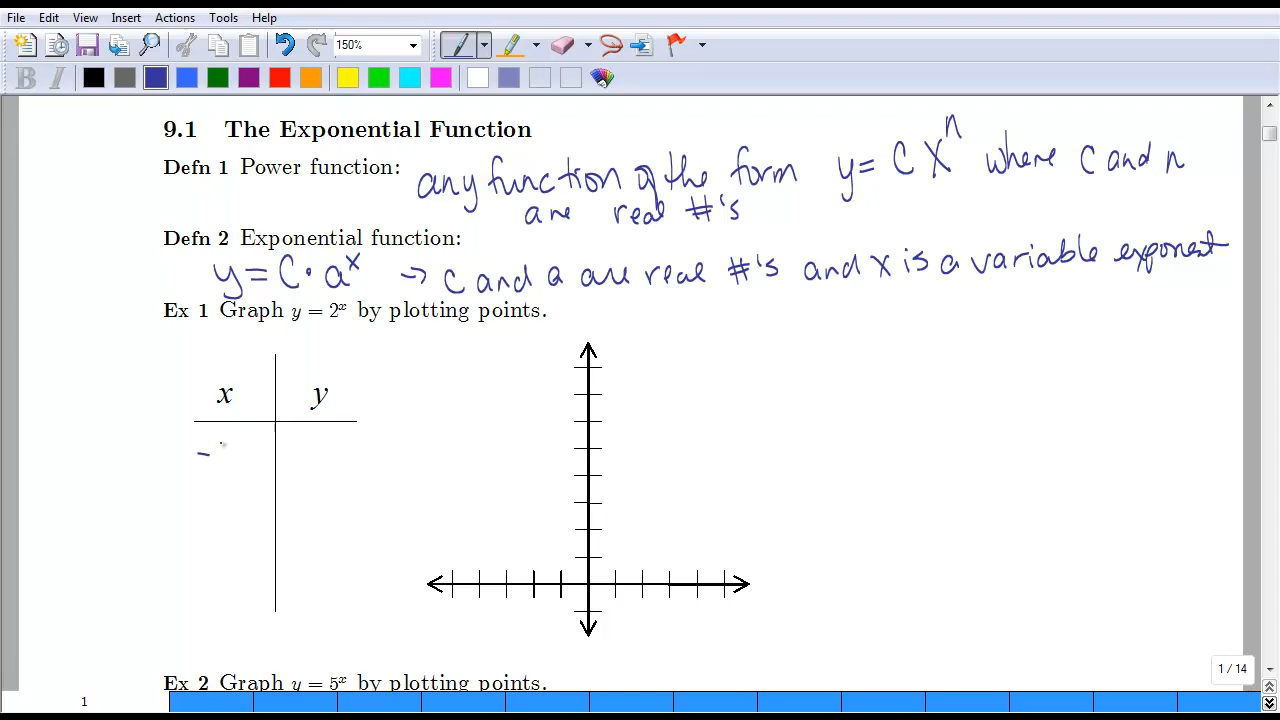 File Edit View Insert Actions Tools Help
150%
B I
9.1 The Exponential Function
Defn 1 Power function: any function of the form y = C X^n where C and n are real #'s
Defn 2 Exponential function:
y = C · a^x → C and a are real #'s and x is a variable exponent
Ex 1 Graph y = 2^x by plotting points.
x y
-
Ex 2 Graph y = 5^x by plotting points.
1 / 14
1